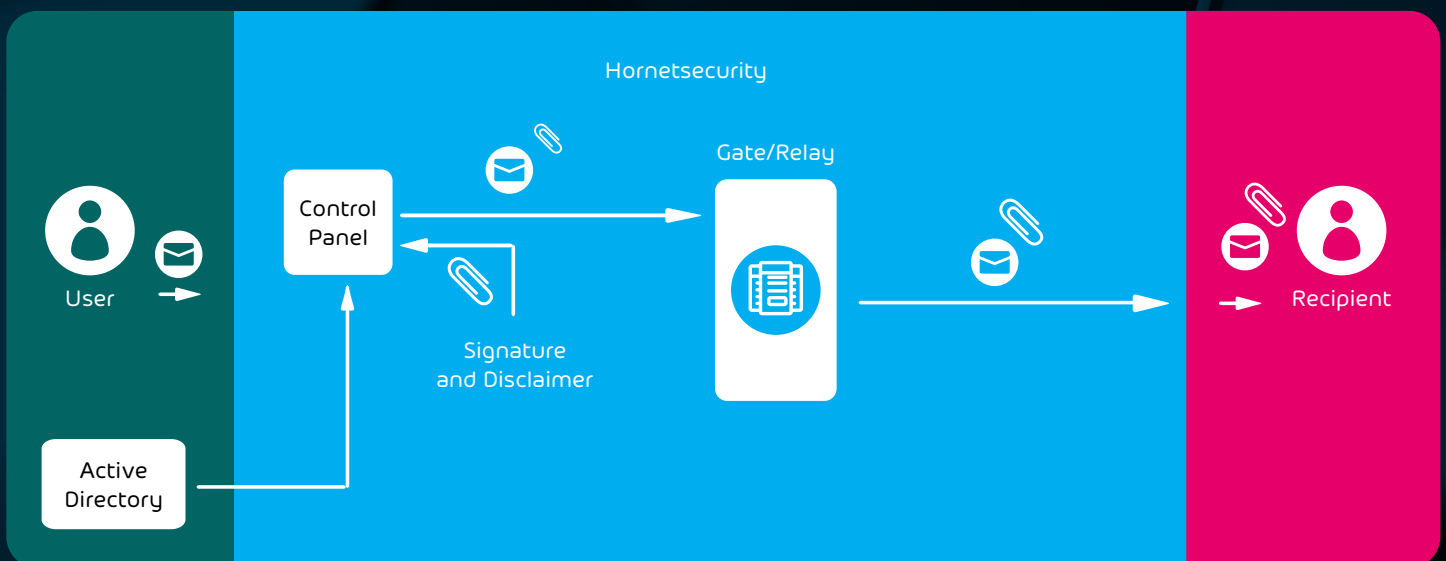 Hornetsecurity
Gate/Relay
Control
Panel
User
Recipient
Signature
and Disclaimer
Active
Directory